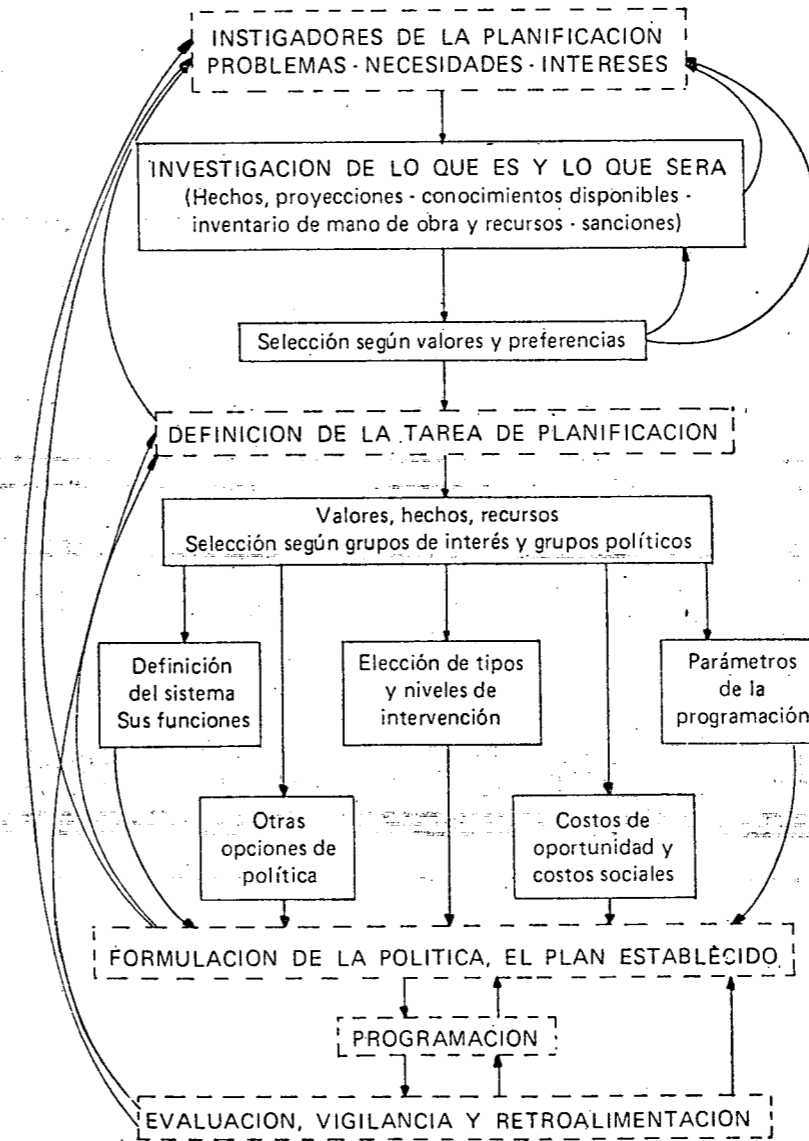 INSTIGADORES DE LA PLANIFICACION
PROBLEMAS - NECESIDADES - INTERESES
INVESTIGACION DE LO QUE ES Y LO QUE SERA
(Hechos, proyecciones - conocimientos disponibles -
inventario de mano de obra y recursos - sanciones)
Selección según valores y preferencias
DEFINICION DE LA TAREA DE PLANIFICACION
Valores, hechos, recursos
Selección según grupos de interés y grupos políticos
Definición
del sistema
Sus funciones
Elección de tipos
y niveles de
intervención
Parámetros
de la
programación
Otras
opciones de
política
Costos de
oportunidad y
costos sociales
FORMULACION DE LA POLITICA, EL PLAN ESTABLECIDO
PROGRAMACION
EVALUACION, VIGILANCIA Y RETROALIMENTACION